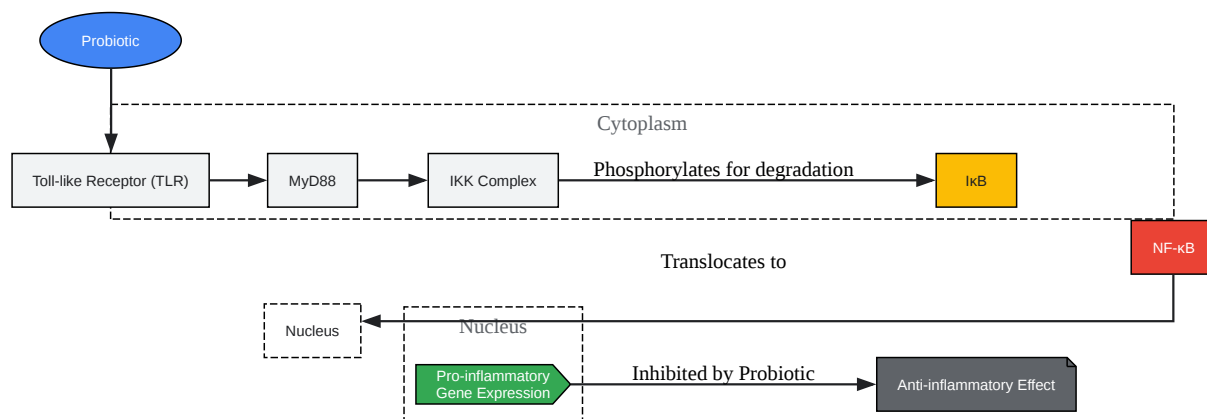 Probiotic
Cytoplasm
Toll-like Receptor (TLR)
MyD88
IKK Complex
Phosphorylates for degradation
IκB
NF-κB
Translocates to
Nucleus
Nucleus
Pro-inflammatory
Gene Expression
Inhibited by Probiotic
Anti-inflammatory Effect